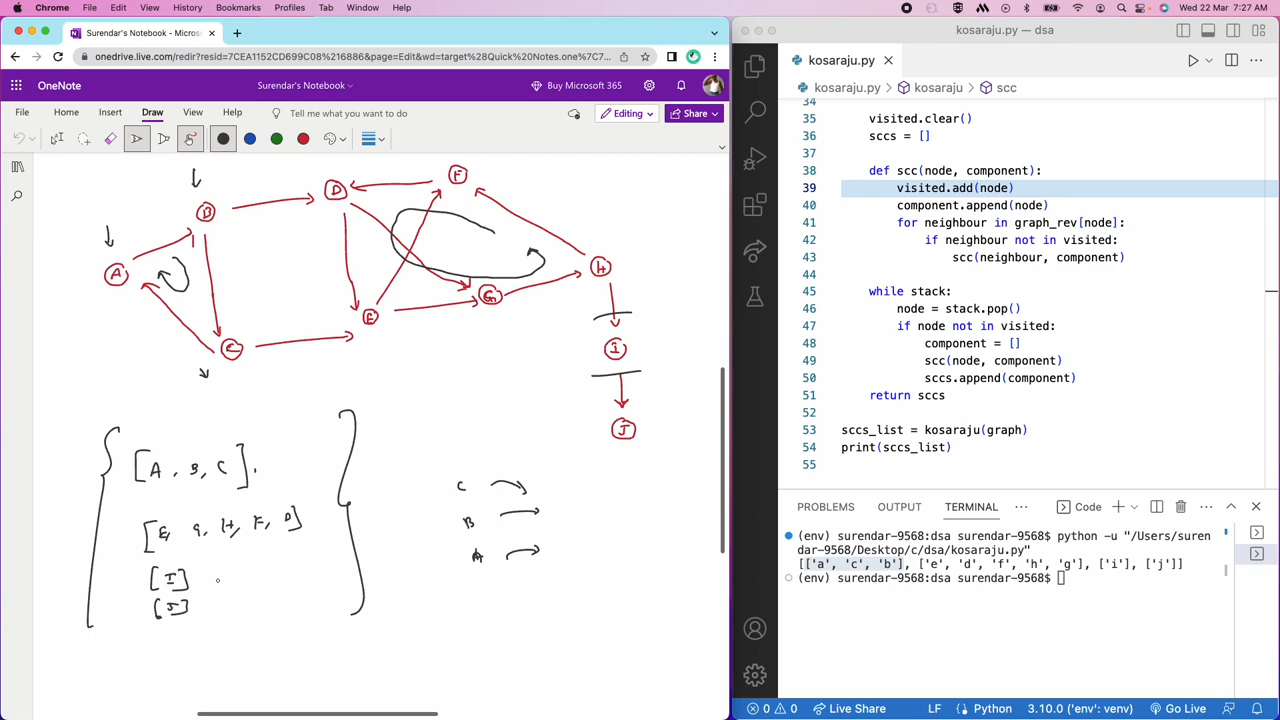 Chrome File Edit View History Bookmarks Profiles Tab Window Help
Wed 22 Mar 7:27 AM
Surendar's Notebook - Micros
onedrive.live.com/redir?resid=7CEA1152CD699C08%216886&page=Edit&wd=target%28Quick%20Notes.one%7C7...
OneNote
Surendar's Notebook
Buy Microsoft 365
File Home Insert Draw View Help
Tell me what you want to do
Editing
Share
F
D
B
A
H
G
E
C
I
J
[A, B, C].
[E, G, H, F, D]
[I]
[J]
C
B
A
kosaraju.py — dsa
kosaraju.py
kosaraju.py > kosaraju > scc
34
35 visited.clear()
36 sccs = []
37
38 def scc(node, component):
39 visited.add(node)
40 component.append(node)
41 for neighbour in graph_rev[node]:
42 if neighbour not in visited:
43 scc(neighbour, component)
44
45 while stack:
46 node = stack.pop()
47 if node not in visited:
48 component = []
49 scc(node, component)
50 sccs.append(component)
51 return sccs
52
53 sccs_list = kosaraju(graph)
54 print(sccs_list)
55
PROBLEMS OUTPUT TERMINAL ... Code
(env) surendar-9568:dsa surendar-9568$ python -u "/Users/suren
dar-9568/Desktop/c/dsa/kosaraju.py"
[['a', 'c', 'b'], ['e', 'd', 'f', 'h', 'g'], ['i'], ['j']]
(env) surendar-9568:dsa surendar-9568$
0 0 Live Share LF Python 3.10.0 ('env': venv) Go Live